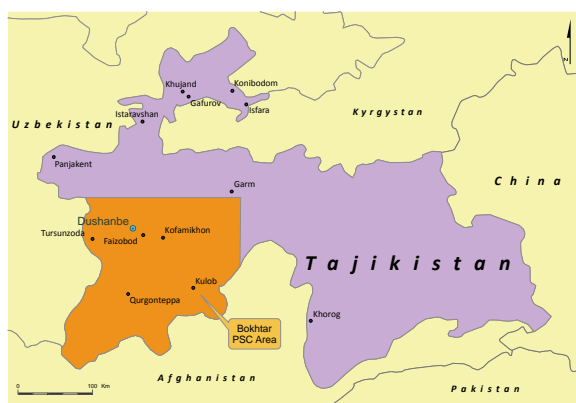 N
Khujand
Konibodom
Gafurov
Isfara
Istaravshan
Kyrgystan
Uzbekistan
Panjakent
China
Garm
Dushanbe
Tursunzoda
Faizobod
Kofamikhon
Tajikistan
Kulob
Qurgonteppa
Khorog
Bokhtar
PSC Area
Afghanistan
Pakistan
0
100 Km